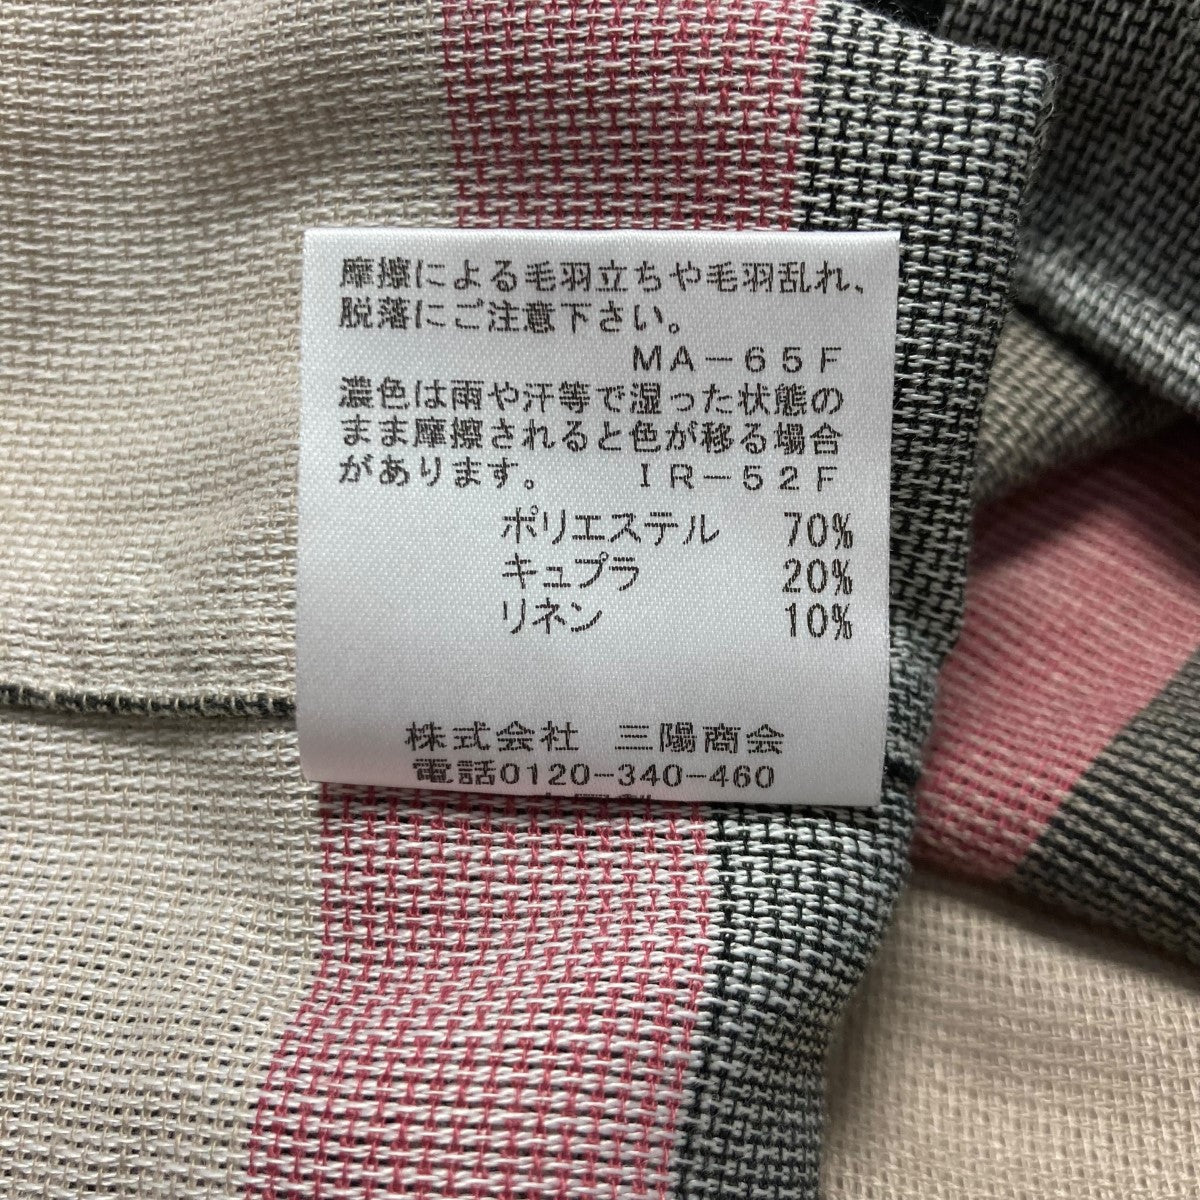 摩擦による毛羽立ちや毛羽乱れ、
脱落にご注意下さい。
MA-65F
濃色は雨や汗等で湿った状態の
まま摩擦されると色が移る場合
があります。 IR-52F
ポリエステル 70%
キュプラ 20%
リネン 10%
株式会社 三陽商会
電話0120-340-460